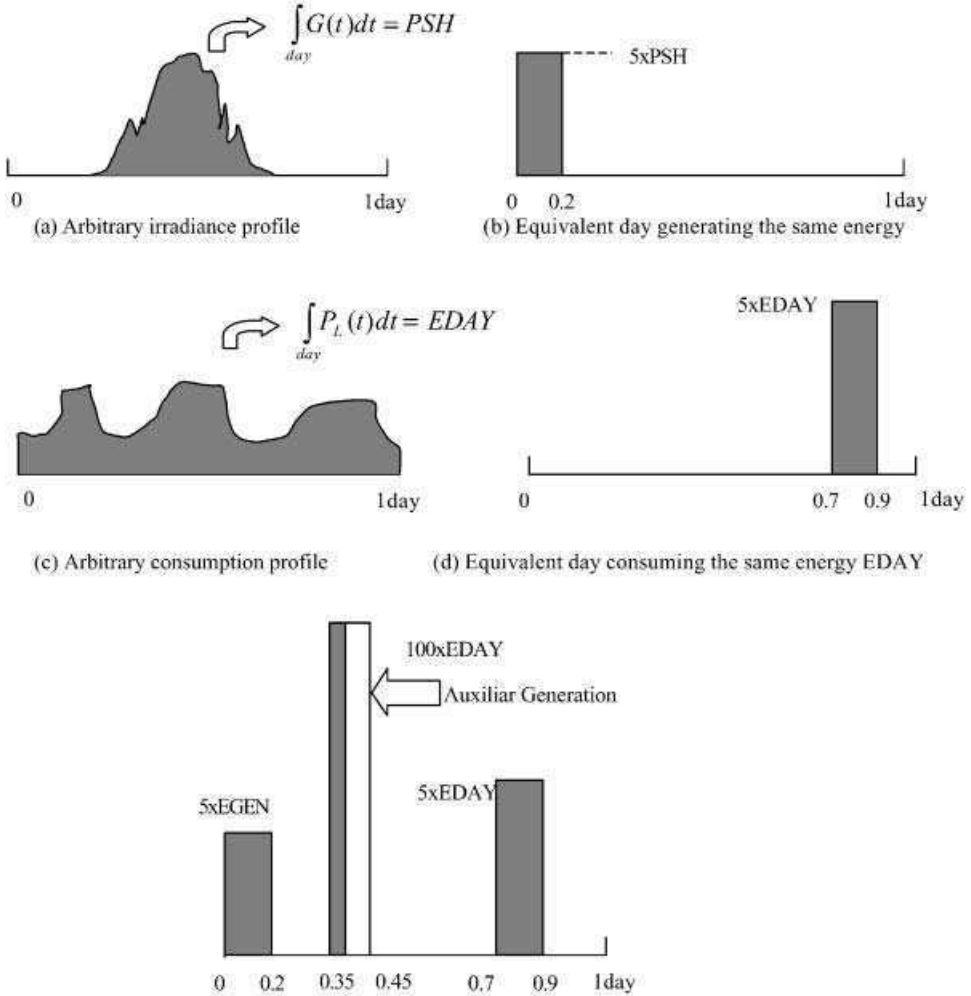 ∫ G(t)dt = PSH
day
5xPSH
0 1day
0 0.2 1day
(a) Arbitrary irradiance profile
(b) Equivalent day generating the same energy
∫ P_L(t)dt = EDAY
day
5xEDAY
0 1day
0 0.7 0.9 1day
(c) Arbitrary consumption profile
(d) Equivalent day consuming the same energy EDAY
100xEDAY
Auxiliar Generation
5xEGEN
5xEDAY
0 0.2 0.35 0.45 0.7 0.9 1day